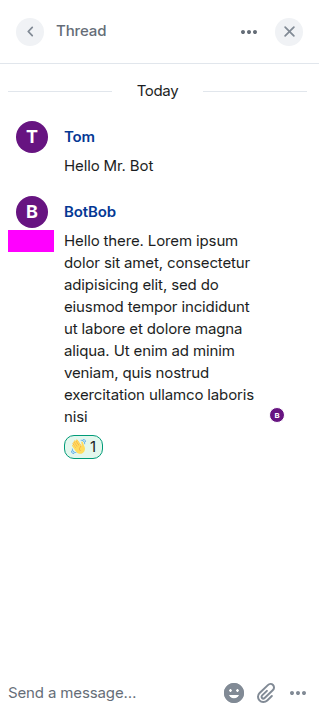 Thread
Today
T
Tom
Hello Mr. Bot
B
BotBob
Hello there. Lorem ipsum
dolor sit amet, consectetur
adipisicing elit, sed do
eiusmod tempor incididunt
ut labore et dolore magna
aliqua. Ut enim ad minim
veniam, quis nostrud
exercitation ullamco laboris
nisi
B
👋 1
Send a message...